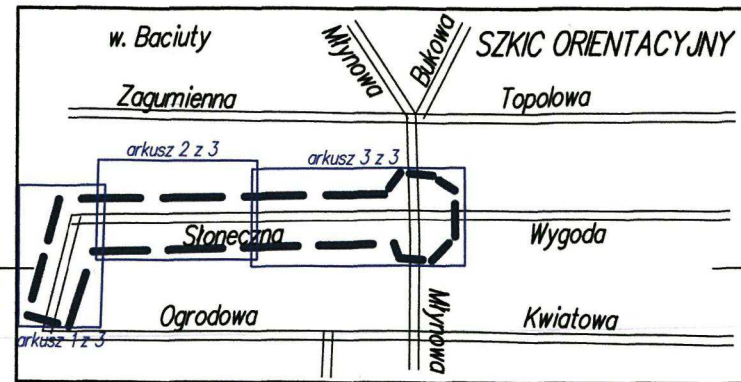 w. Baciuty
Młynowa
Bukowa
SZKIC ORIENTACYJNY
Zagumienna
Topolowa
arkusz 2 z 3
arkusz 3 z 3
Słoneczna
Wygoda
Ogrodowa
Młynowa
Kwiatowa
arkusz 1 z 3